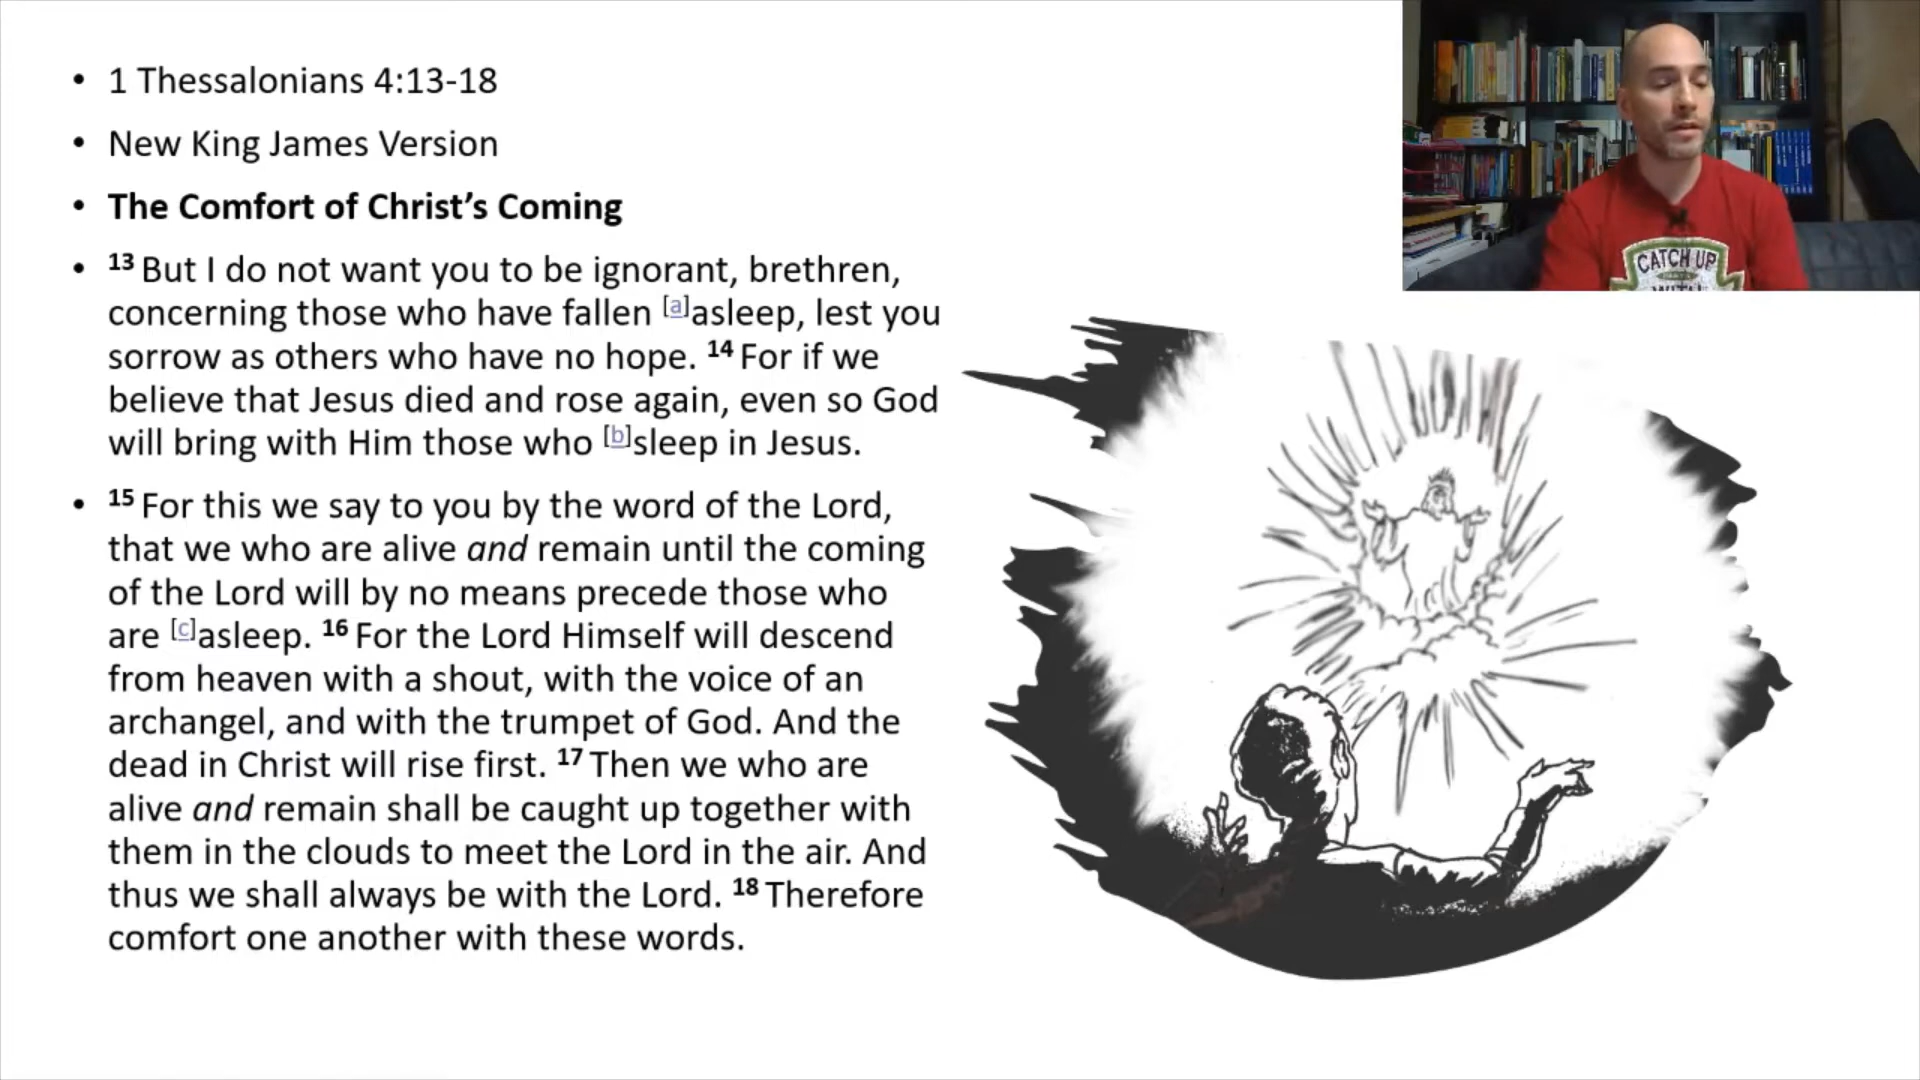 • 1 Thessalonians 4:13-18
• New King James Version
• The Comfort of Christ's Coming
• 13 But I do not want you to be ignorant, brethren,
concerning those who have fallen [a]asleep, lest you
sorrow as others who have no hope. 14 For if we
believe that Jesus died and rose again, even so God
will bring with Him those who [b]sleep in Jesus.
• 15 For this we say to you by the word of the Lord,
that we who are alive and remain until the coming
of the Lord will by no means precede those who
are [c]asleep. 16 For the Lord Himself will descend
from heaven with a shout, with the voice of an
archangel, and with the trumpet of God. And the
dead in Christ will rise first. 17 Then we who are
alive and remain shall be caught up together with
them in the clouds to meet the Lord in the air. And
thus we shall always be with the Lord. 18 Therefore
comfort one another with these words.
CATCH UP